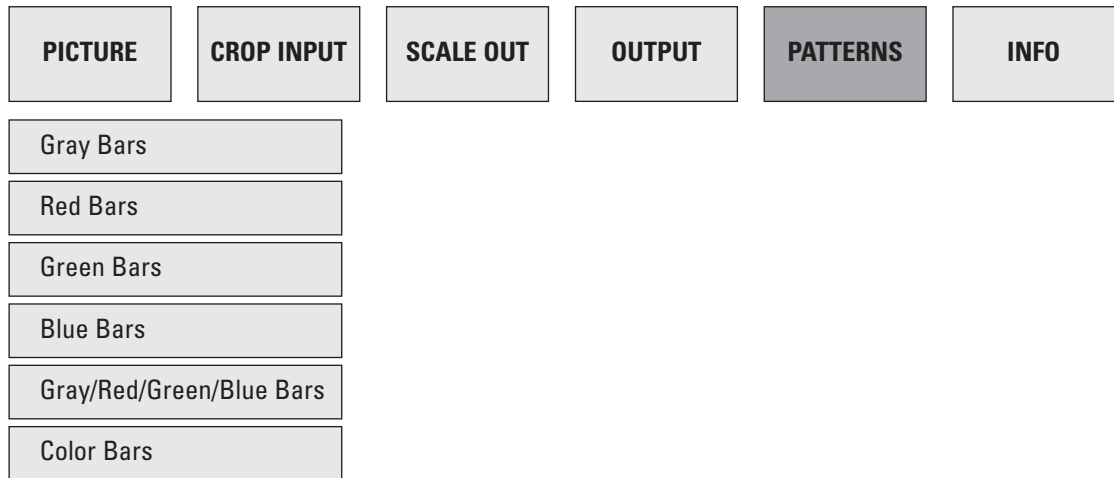 PICTURE CROP INPUT SCALE OUT OUTPUT PATTERNS INFO
Gray Bars
Red Bars
Green Bars
Blue Bars
Gray/Red/Green/Blue Bars
Color Bars